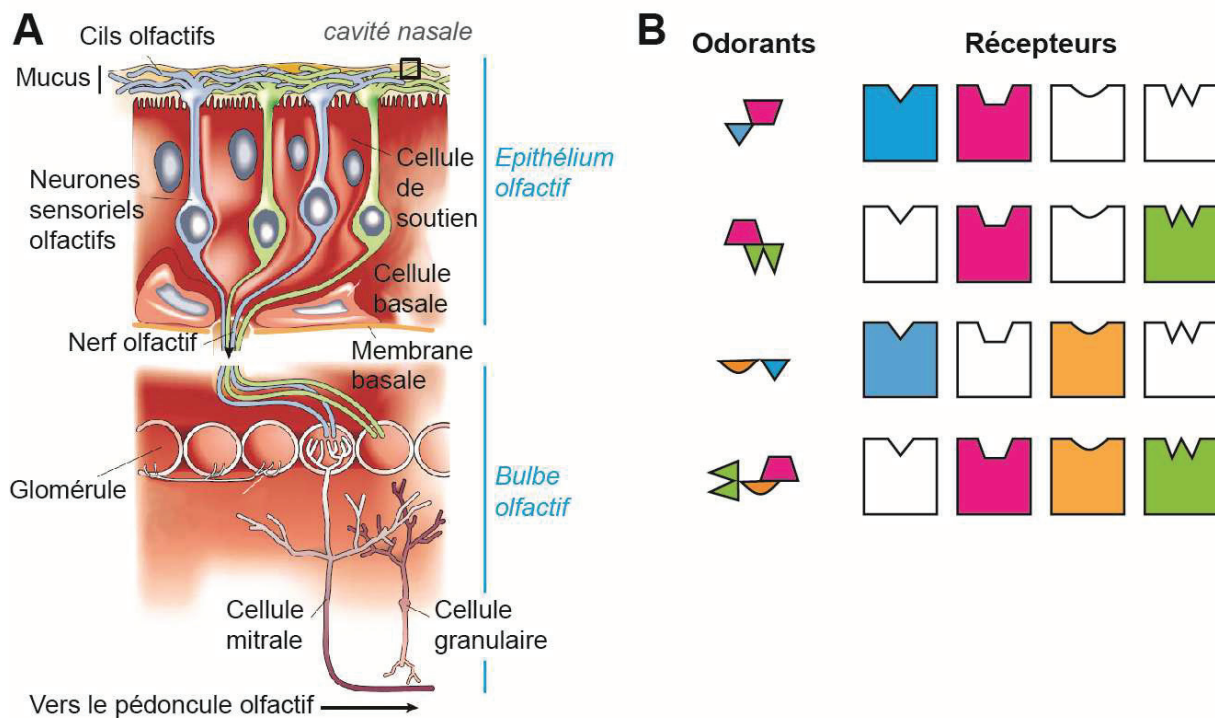 A
Cils olfactifs
cavité nasale
Mucus
Neurones
sensoriels
olfactifs
Cellule
de
soutien
Epithélium
olfactif
Cellule
basale
Nerf olfactif
Membrane
basale
Glomérule
Bulbe
olfactif
Cellule
mitrale
Cellule
granulaire
Vers le pédoncule olfactif
B
Odorants
Récepteurs